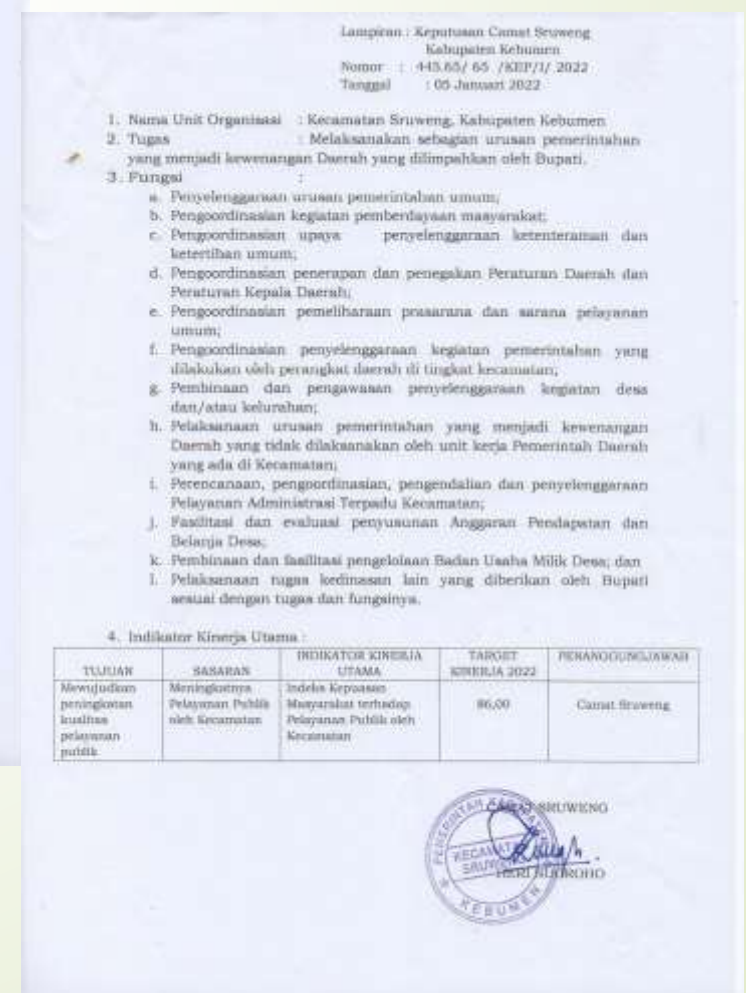 Lampiran : Keputusan Camat Sruweng
Kabupaten Kebumen
Nomor : 445.65/ 65 /KEP/I/ 2022
Tanggal : 05 Januari 2022
1. Nama Unit Organisasi : Kecamatan Sruweng, Kabupaten Kebumen
2. Tugas : Melaksanakan sebagian urusan pemerintahan
yang menjadi kewenangan Daerah yang dilimpahkan oleh Bupati.
3. Fungsi :
a. Penyelenggaraan urusan pemerintahan umum;
b. Pengoordinasian kegiatan pemberdayaan masyarakat;
c. Pengoordinasian upaya penyelenggaraan ketenteraman dan
ketertiban umum;
d. Pengoordinasian penerapan dan penegakan Peraturan Daerah dan
Peraturan Kepala Daerah;
e. Pengoordinasian pemeliharaan prasarana dan sarana pelayanan
umum;
f. Pengoordinasian penyelenggaraan kegiatan pemerintahan yang
dilakukan oleh perangkat daerah di tingkat kecamatan;
g. Pembinaan dan pengawasan penyelenggaraan kegiatan desa
dan/atau kelurahan;
h. Pelaksanaan urusan pemerintahan yang menjadi kewenangan
Daerah yang tidak dilaksanakan oleh unit kerja Pemerintah Daerah
yang ada di Kecamatan;
i. Perencanaan, pengoordinasian, pengendalian dan penyelenggaraan
Pelayanan Administrasi Terpadu Kecamatan;
j. Fasilitasi dan evaluasi penyusunan Anggaran Pendapatan dan
Belanja Desa;
k. Pembinaan dan fasilitasi pengelolaan Badan Usaha Milik Desa; dan
l. Pelaksanaan tugas kedinasan lain yang diberikan oleh Bupati
sesuai dengan tugas dan fungsinya.
4. Indikator Kinerja Utama :
TUJUAN SASARAN INDIKATOR KINERJA UTAMA TARGET KINERJA 2022 PENANGGUNGJAWAB
Mewujudkan peningkatan kualitas pelayanan publik
Meningkatnya Pelayanan Publik oleh Kecamatan
Indeks Kepuasan Masyarakat terhadap Pelayanan Publik oleh Kecamatan
86,00
Camat Sruweng
CAMAT SRUWENG
KECAMATAN
SRUWENG
KEBUMEN
HERI NUGROHO